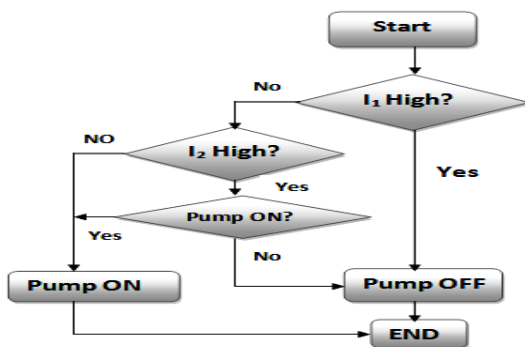 Start
No
I₁ High?
NO
I₂ High?
Yes
Yes
Pump ON?
Yes
No
Pump ON
Pump OFF
END